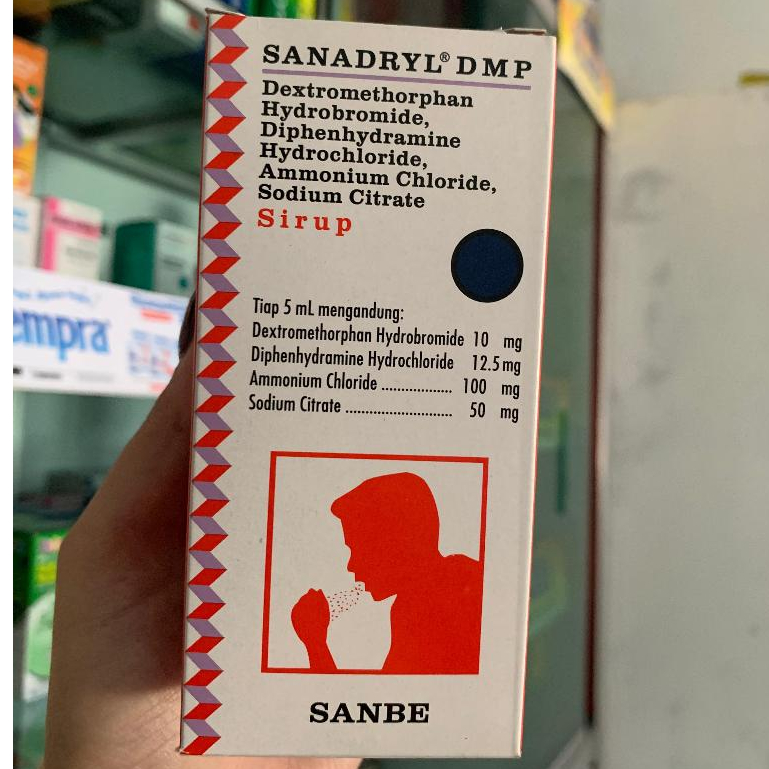 SANADRYL® DMP
Dextromethorphan
Hydrobromide,
Diphenhydramine
Hydrochloride,
Ammonium Chloride,
Sodium Citrate
Sirup
Tiap 5 mL mengandung:
Dextromethorphan Hydrobromide 10 mg
Diphenhydramine Hydrochloride 12.5 mg
Ammonium Chloride .................. 100 mg
Sodium Citrate ........................... 50 mg
SANBE
empra